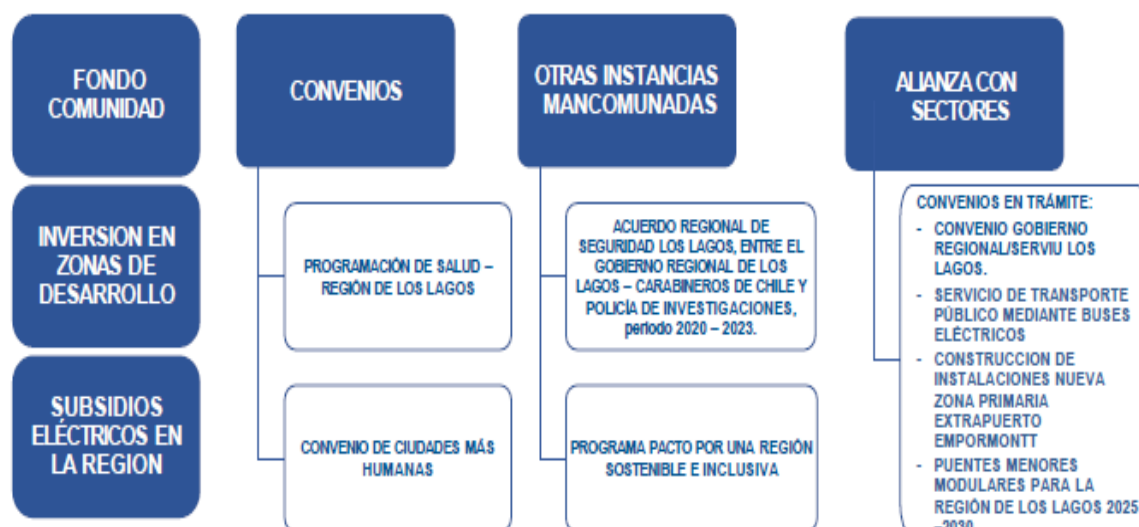 FONDO
COMUNIDAD
INVERSION EN
ZONAS DE
DESARROLLO
SUBSIDIOS
ELÉCTRICOS EN
LA REGION
CONVENIOS
PROGRAMACIÓN DE SALUD –
REGIÓN DE LOS LAGOS
CONVENIO DE CIUDADES MÁS
HUMANAS
OTRAS INSTANCIAS
MANCOMUNADAS
ACUERDO REGIONAL DE
SEGURIDAD LOS LAGOS, ENTRE EL
GOBIERNO REGIONAL DE LOS
LAGOS – CARABINEROS DE CHILE Y
POLICÍA DE INVESTIGACIONES,
periodo 2020 – 2023.
PROGRAMA PACTO POR UNA REGIÓN
SOSTENIBLE E INCLUSIVA
ALIANZA CON
SECTORES
CONVENIOS EN TRÁMITE:
- CONVENIO GOBIERNO
REGIONAL/SERVIU LOS
LAGOS.
- SERVICIO DE TRANSPORTE
PÚBLICO MEDIANTE BUSES
ELÉCTRICOS
- CONSTRUCCION DE
INSTALACIONES NUEVA
ZONA PRIMARIA
EXTRAPUERTO
EMPORMONTT
- PUENTES MENORES
MODULARES PARA LA
REGIÓN DE LOS LAGOS 2025
–2030